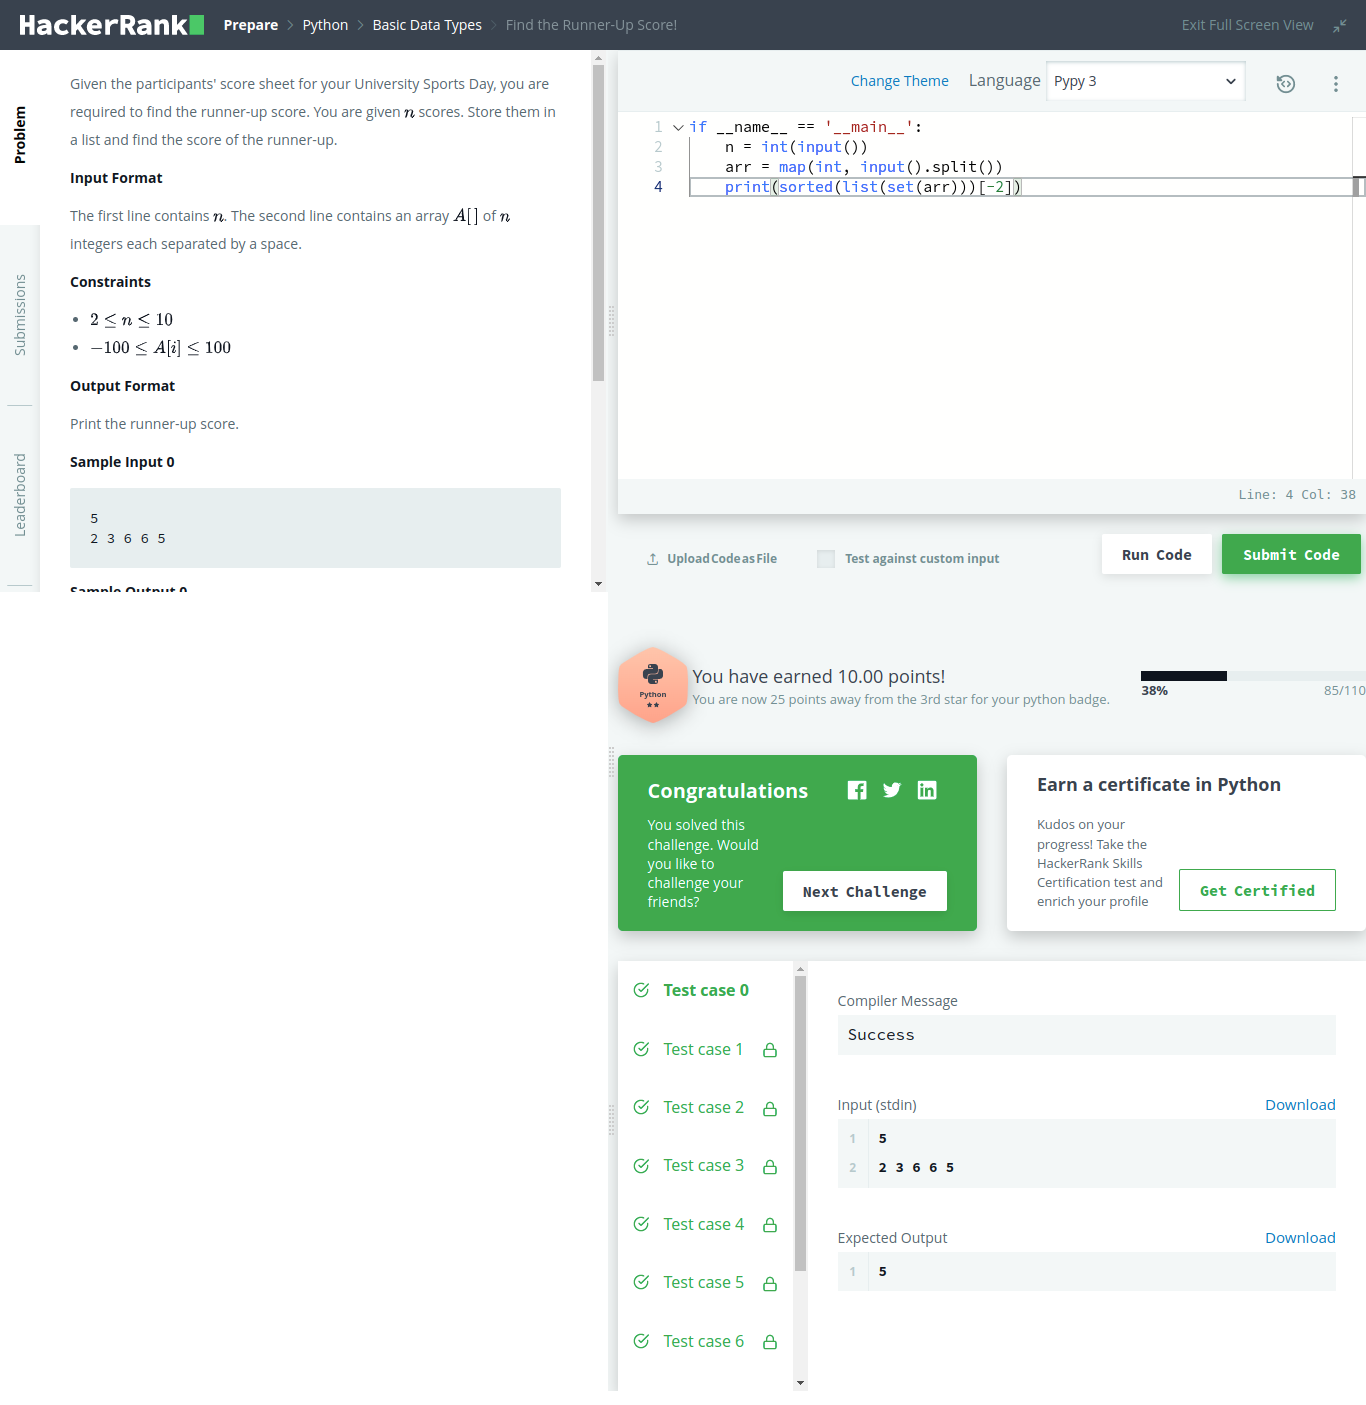 HackerRank Prepare > Python > Basic Data Types > Find the Runner-Up Score! Exit Full Screen View
Problem
Submissions
Leaderboard
Given the participants' score sheet for your University Sports Day, you are
required to find the runner-up score. You are given n scores. Store them in
a list and find the score of the runner-up.
Input Format
The first line contains n. The second line contains an array A[] of n
integers each separated by a space.
Constraints
• 2 ≤ n ≤ 10
• −100 ≤ A[i] ≤ 100
Output Format
Print the runner-up score.
Sample Input 0
5
2 3 6 6 5
Sample Output 0
Change Theme Language Pypy 3
1 if __name__ == '__main__':
2 n = int(input())
3 arr = map(int, input().split())
4 print(sorted(list(set(arr)))[-2])
Line: 4 Col: 38
Upload Code as File Test against custom input Run Code Submit Code
Python
You have earned 10.00 points!
You are now 25 points away from the 3rd star for your python badge.
38% 85/110
Congratulations
You solved this
challenge. Would
you like to
challenge your
friends?
Next Challenge
Earn a certificate in Python
Kudos on your
progress! Take the
HackerRank Skills
Certification test and
enrich your profile
Get Certified
Test case 0
Test case 1
Test case 2
Test case 3
Test case 4
Test case 5
Test case 6
Compiler Message
Success
Input (stdin) Download
1 5
2 2 3 6 6 5
Expected Output Download
1 5